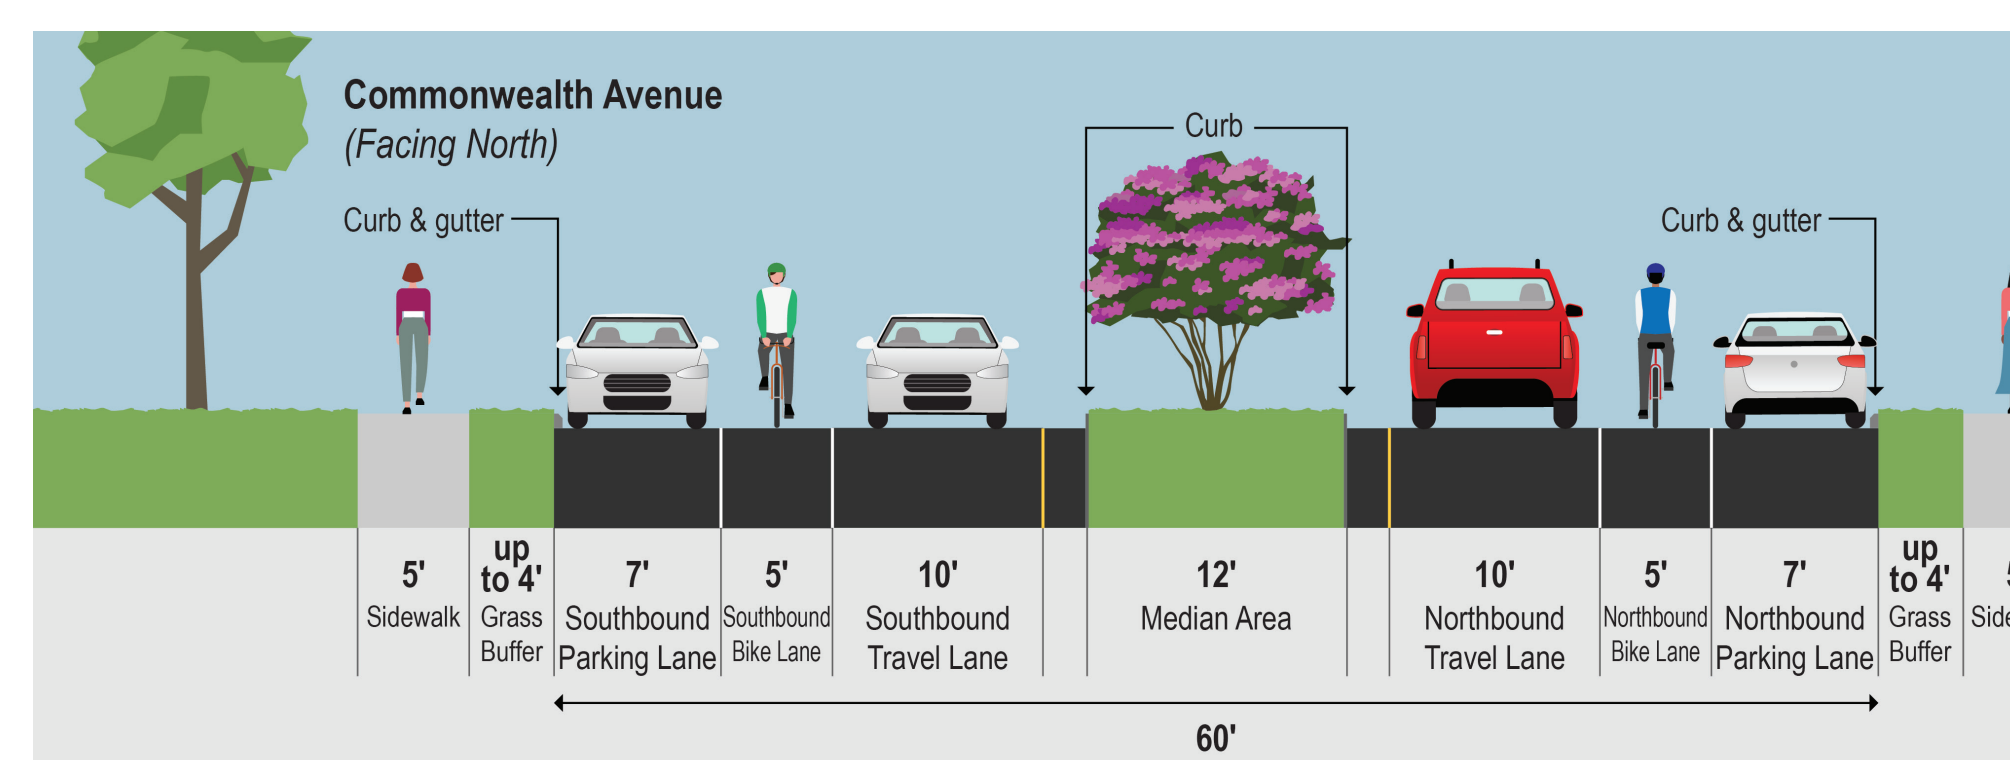 Commonwealth Avenue
(Facing North)
Curb
Curb & gutter
Curb & gutter
5'
Sidewalk
up
to 4'
Grass
Buffer
7'
Southbound
Parking Lane
5'
Southbound
Bike Lane
10'
Southbound
Travel Lane
12'
Median Area
10'
Northbound
Travel Lane
5'
Northbound
Bike Lane
7'
Northbound
Parking Lane
up
to 4'
Grass
Buffer
60'